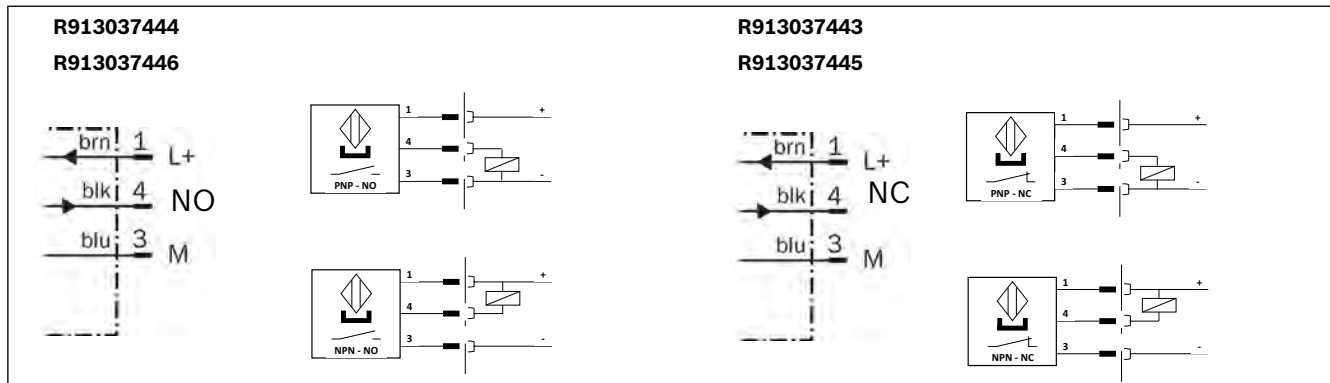 R913037444
R913037446
brn 1 L+
blk 4 NO
blu 3 M
1 +
4
3 -
PNP - NO
1 +
4
3 -
NPN - NO
R913037443
R913037445
brn 1 L+
blk 4 NC
blu 3 M
1 +
4
3 -
PNP - NC
1 +
4
3 -
NPN - NC